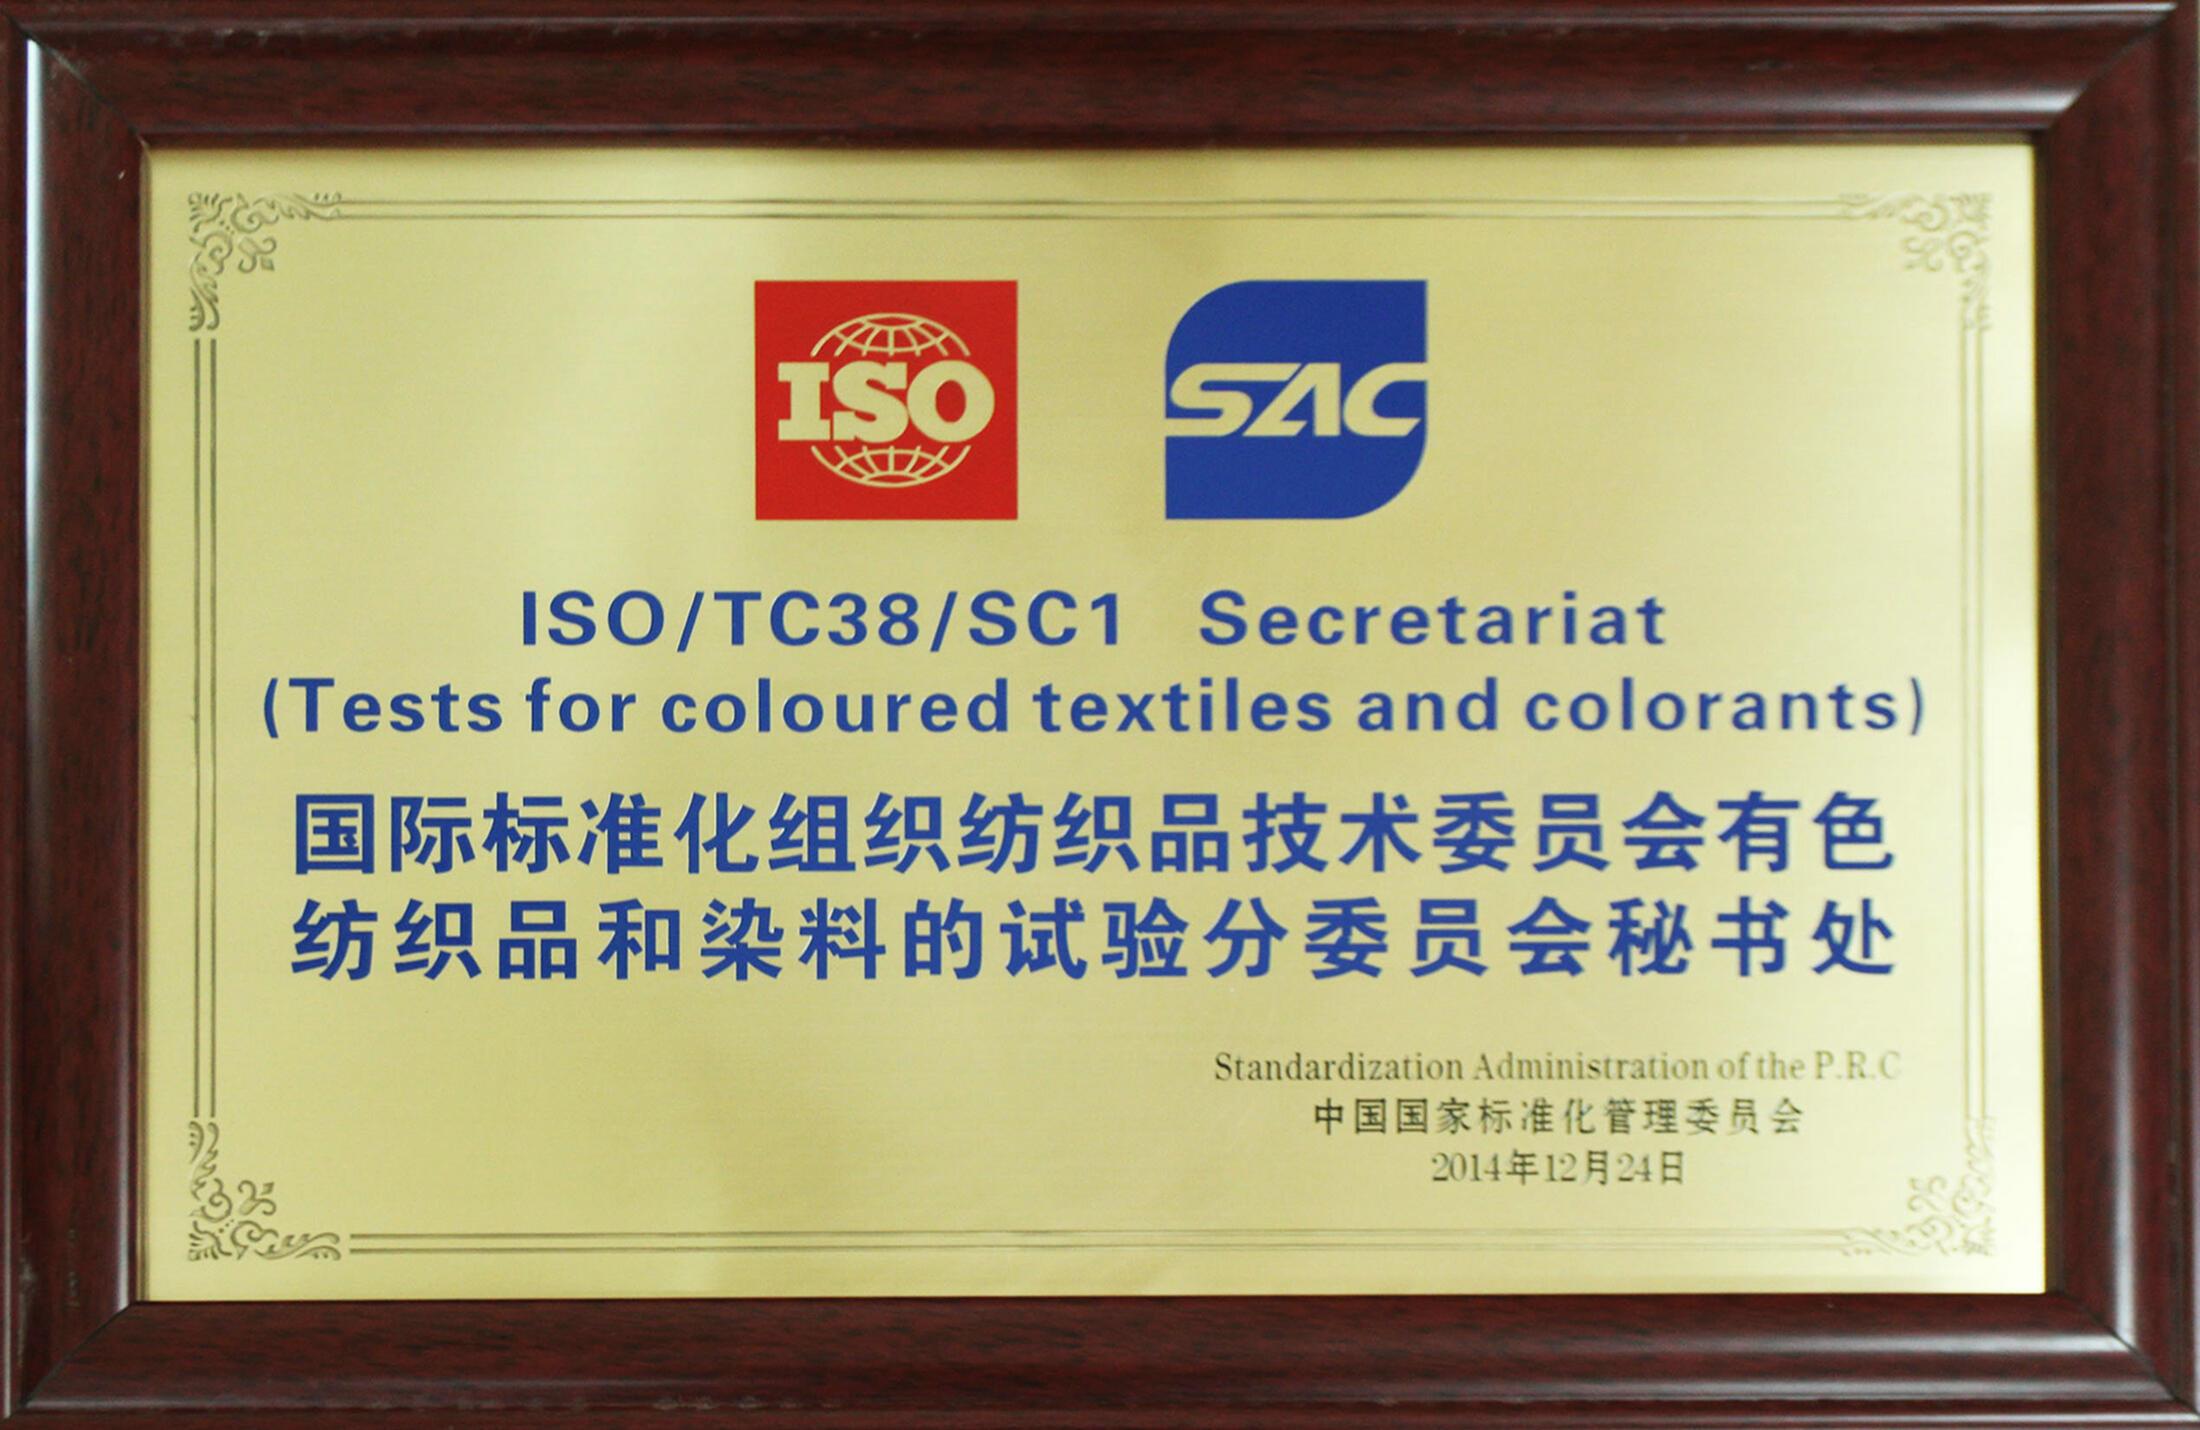 ISO SAC
ISO/TC38/SC1 Secretariat
(Tests for coloured textiles and colorants)
国际标准化组织纺织品技术委员会有色
纺织品和染料的试验分委员会秘书处
Standardization Administration of the P.R.C
中国国家标准化管理委员会
2014年12月24日